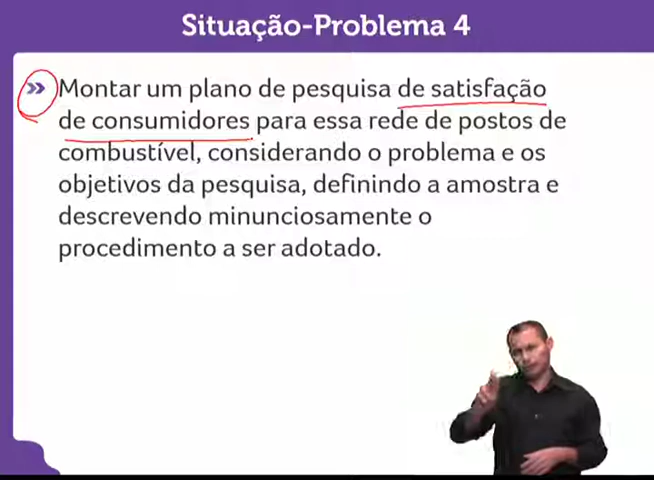 Situação-Problema 4
» Montar um plano de pesquisa de satisfação
de consumidores para essa rede de postos de
combustível, considerando o problema e os
objetivos da pesquisa, definindo a amostra e
descrevendo minunciosamente o
procedimento a ser adotado.